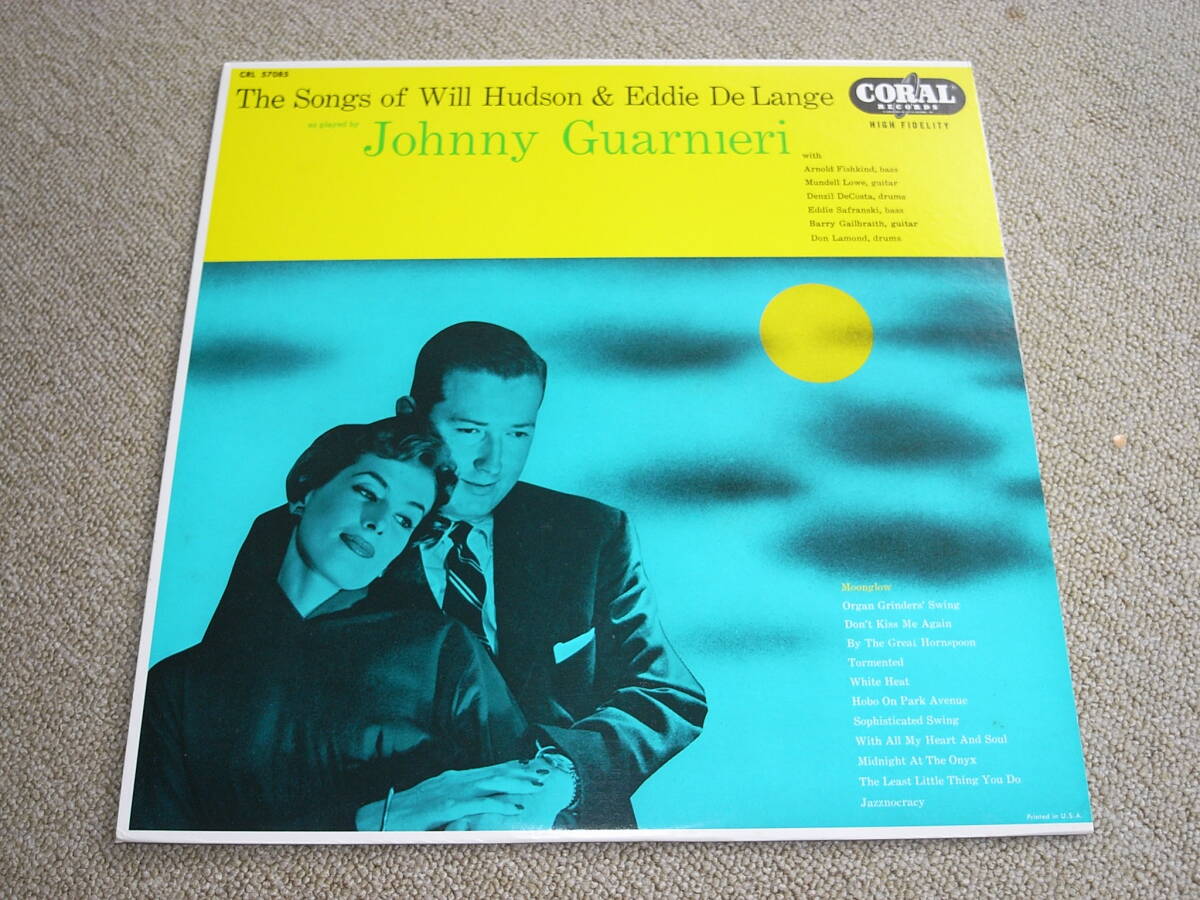 CRL 57085
The Songs of Will Hudson & Eddie De Lange
as played by
Johnny Guarnieri
CORAL
RECORDS
HIGH FIDELITY
with
Arnold Fishkind, bass
Mundell Lowe, guitar
Denzil DeCosta, drums
Eddie Safranski, bass
Barry Gailbraith, guitar
Don Lamond, drums
Moonglow
Organ Grinders' Swing
Don't Kiss Me Again
By The Great Hornspoon
Tormented
White Heat
Hobo On Park Avenue
Sophisticated Swing
With All My Heart And Soul
Midnight At The Onyx
The Least Little Thing You Do
Jazznocracy
Printed in U.S.A.